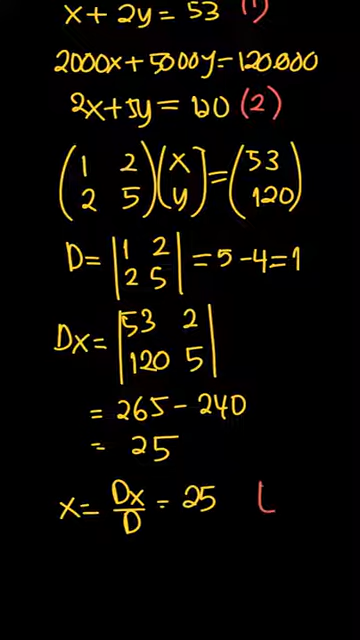 x + 2y = 53 (1)
2000x + 5000y = 120.000
2x + 5y = 120 (2)
(1 2) (x) = (53)
(2 5) (y) (120)
D = |1 2| = 5 - 4 = 1
|2 5|
Dx = |53 2|
|120 5|
= 265 - 240
= 25
x = Dx/D = 25